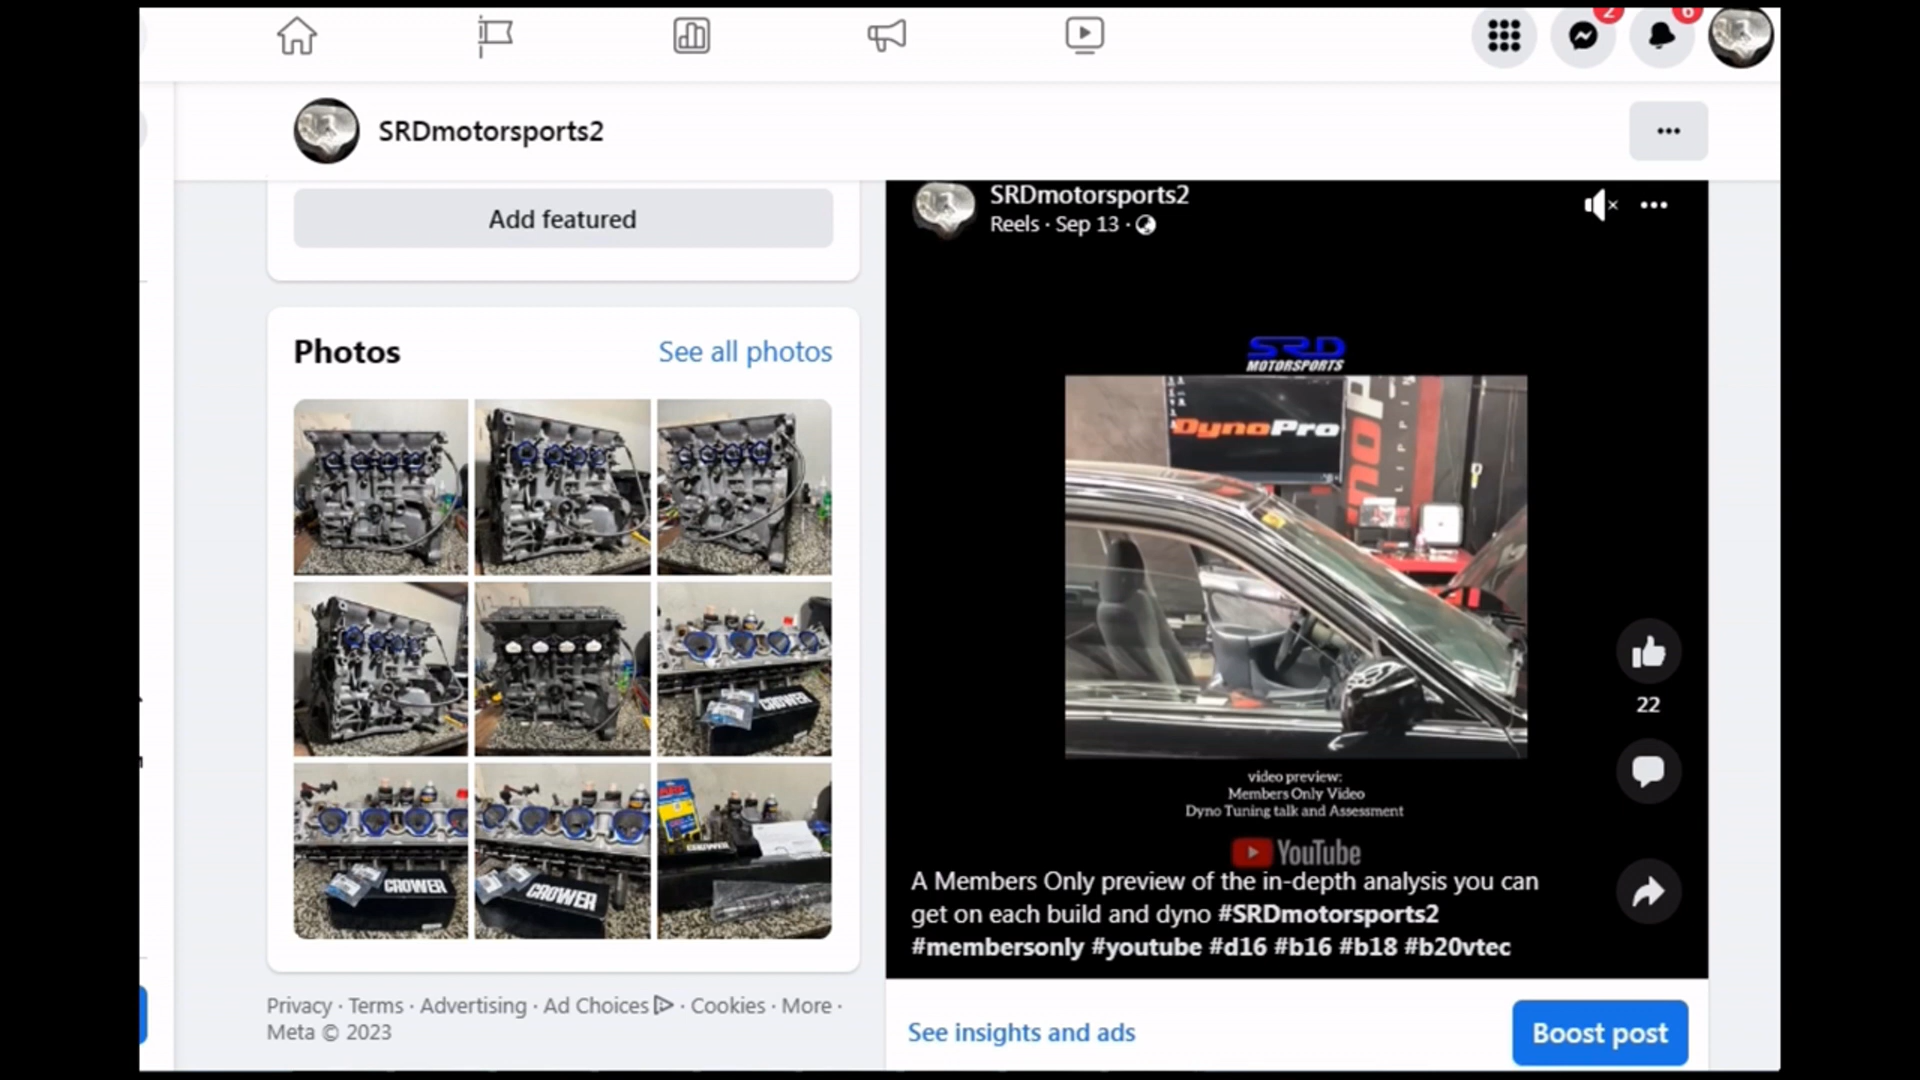 2
6
SRDmotorsports2
...
Add featured
SRDmotorsports2
Reels · Sep 13 ·
Photos
See all photos
SRD
MOTORSPORTS
DynoPro
CROWER
CROWER
CROWER
22
video preview:
Members Only Video
Dyno Tuning talk and Assessment
YouTube
A Members Only preview of the in-depth analysis you can
get on each build and dyno #SRDmotorsports2
#membersonly #youtube #d16 #b16 #b18 #b20vtec
Privacy · Terms · Advertising · Ad Choices · Cookies · More ·
Meta © 2023
See insights and ads
Boost post